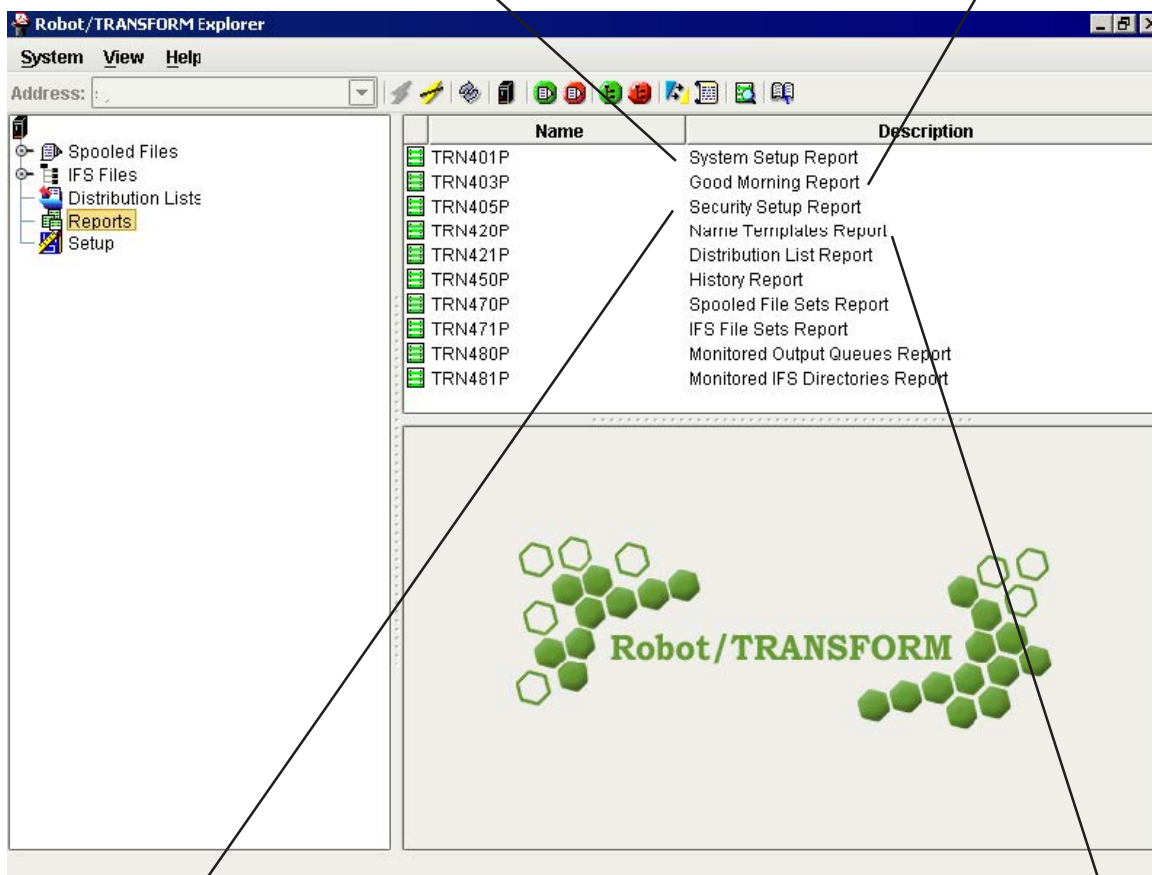 Robot/TRANSFORM Explorer
System View Help
Address:
Spooled Files
IFS Files
Distribution Lists
Reports
Setup
Name Description
TRN401P System Setup Report
TRN403P Good Morning Report
TRN405P Security Setup Report
TRN420P Name Templates Report
TRN421P Distribution List Report
TRN450P History Report
TRN470P Spooled File Sets Report
TRN471P IFS File Sets Report
TRN480P Monitored Output Queues Report
TRN481P Monitored IFS Directories Report
Robot/TRANSFORM